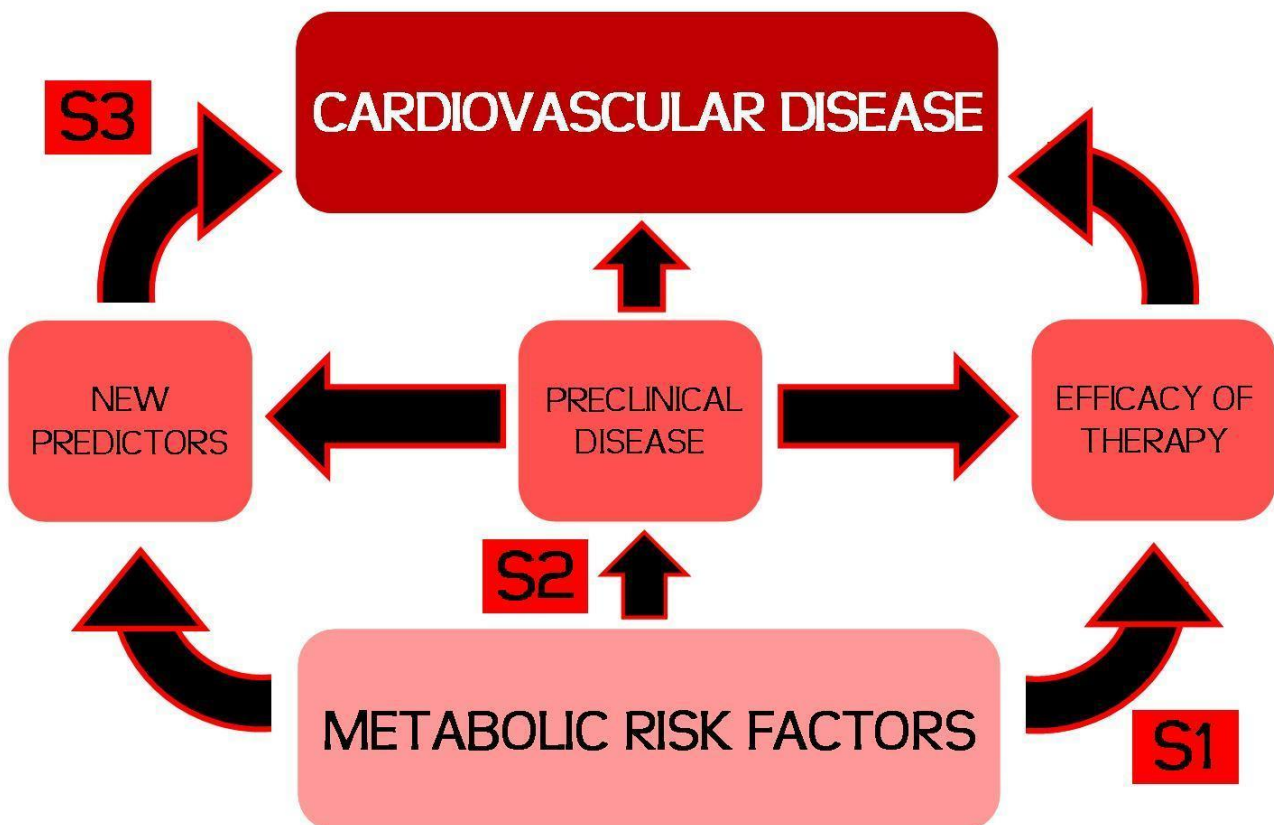 S3
CARDIOVASCULAR DISEASE
NEW
PREDICTORS
PRECLINICAL
DISEASE
EFFICACY OF
THERAPY
S2
METABOLIC RISK FACTORS
S1